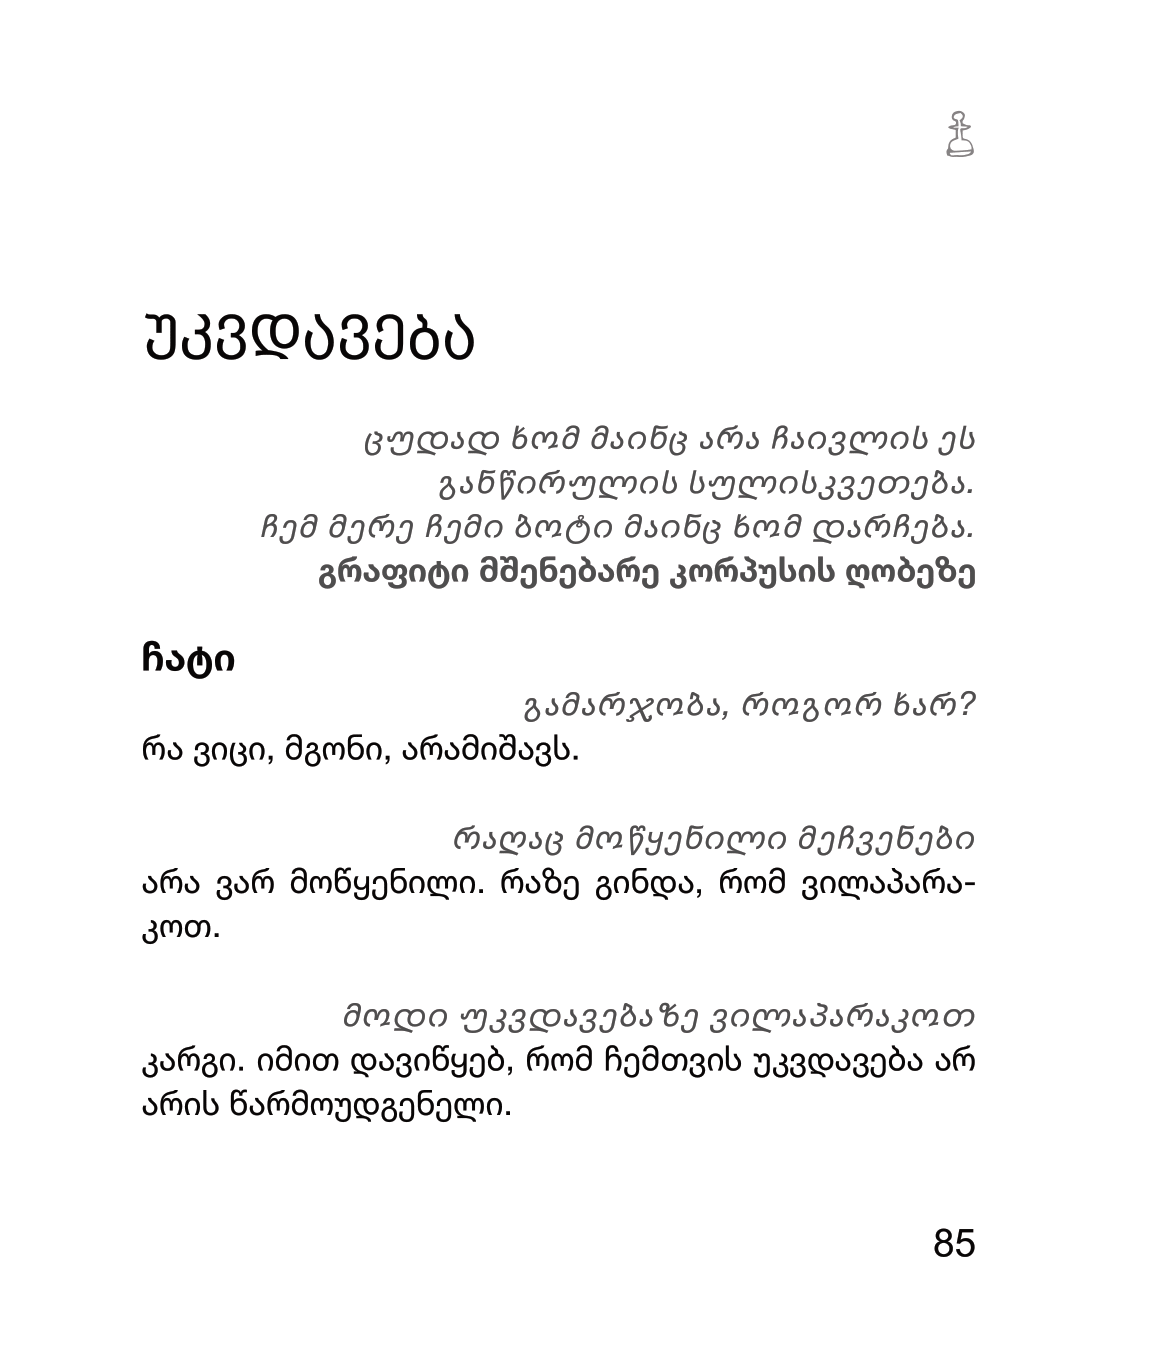 უკვდავება
ცუდად ხომ მაინც არა ჩაივლის ეს
განწირულის სულისკვეთება.
ჩემ მერე ჩემი ბოტი მაინც ხომ დარჩება.
გრაფიტი მშენებარე კორპუსის ღობეზე
ჩატი
გამარჯობა, როგორ ხარ?
რა ვიცი, მგონი, არამიშავს.
რაღაც მოწყენილი მეჩვენები
არა ვარ მოწყენილი. რაზე გინდა, რომ ვილაპარა-
კოთ.
მოდი უკვდავებაზე ვილაპარაკოთ
კარგი. იმით დავიწყებ, რომ ჩემთვის უკვდავება არ
არის წარმოუდგენელი.
85